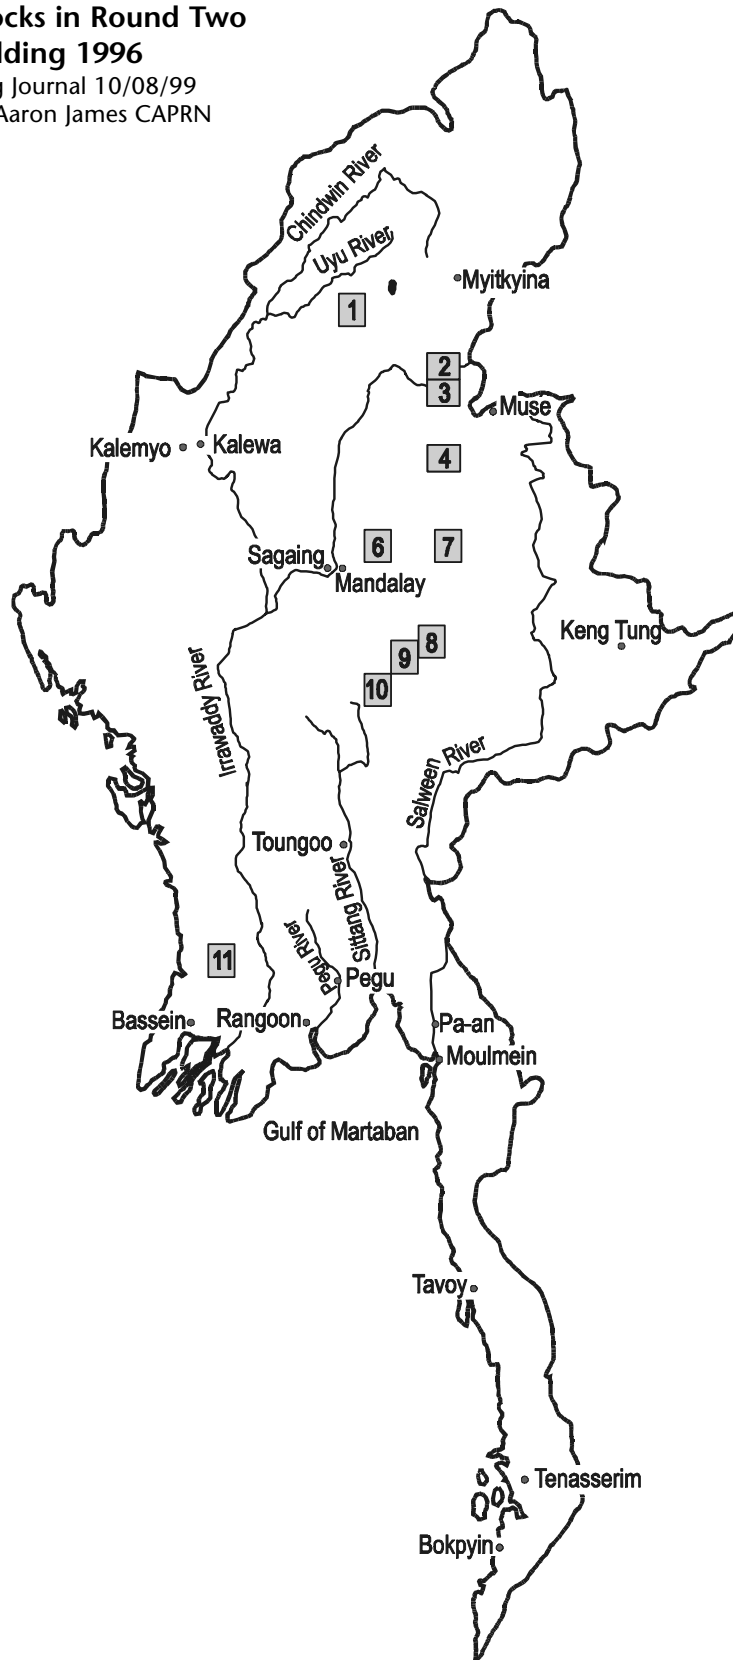 ocks in Round Two
lding 1996
g Journal 10/08/99
Aaron James CAPRN
Chindwin River
Uyu River
Myitkyina
1
2
3
Muse
Kalemyo
Kalewa
4
6
7
Sagaing
Mandalay
Keng Tung
8
9
10
Irrawaddy River
Salween River
Toungoo
Sittang River
Pegu River
11
Pegu
Bassein
Rangoon
Pa-an
Moulmein
Gulf of Martaban
Tavoy
Tenasserim
Bokpyin